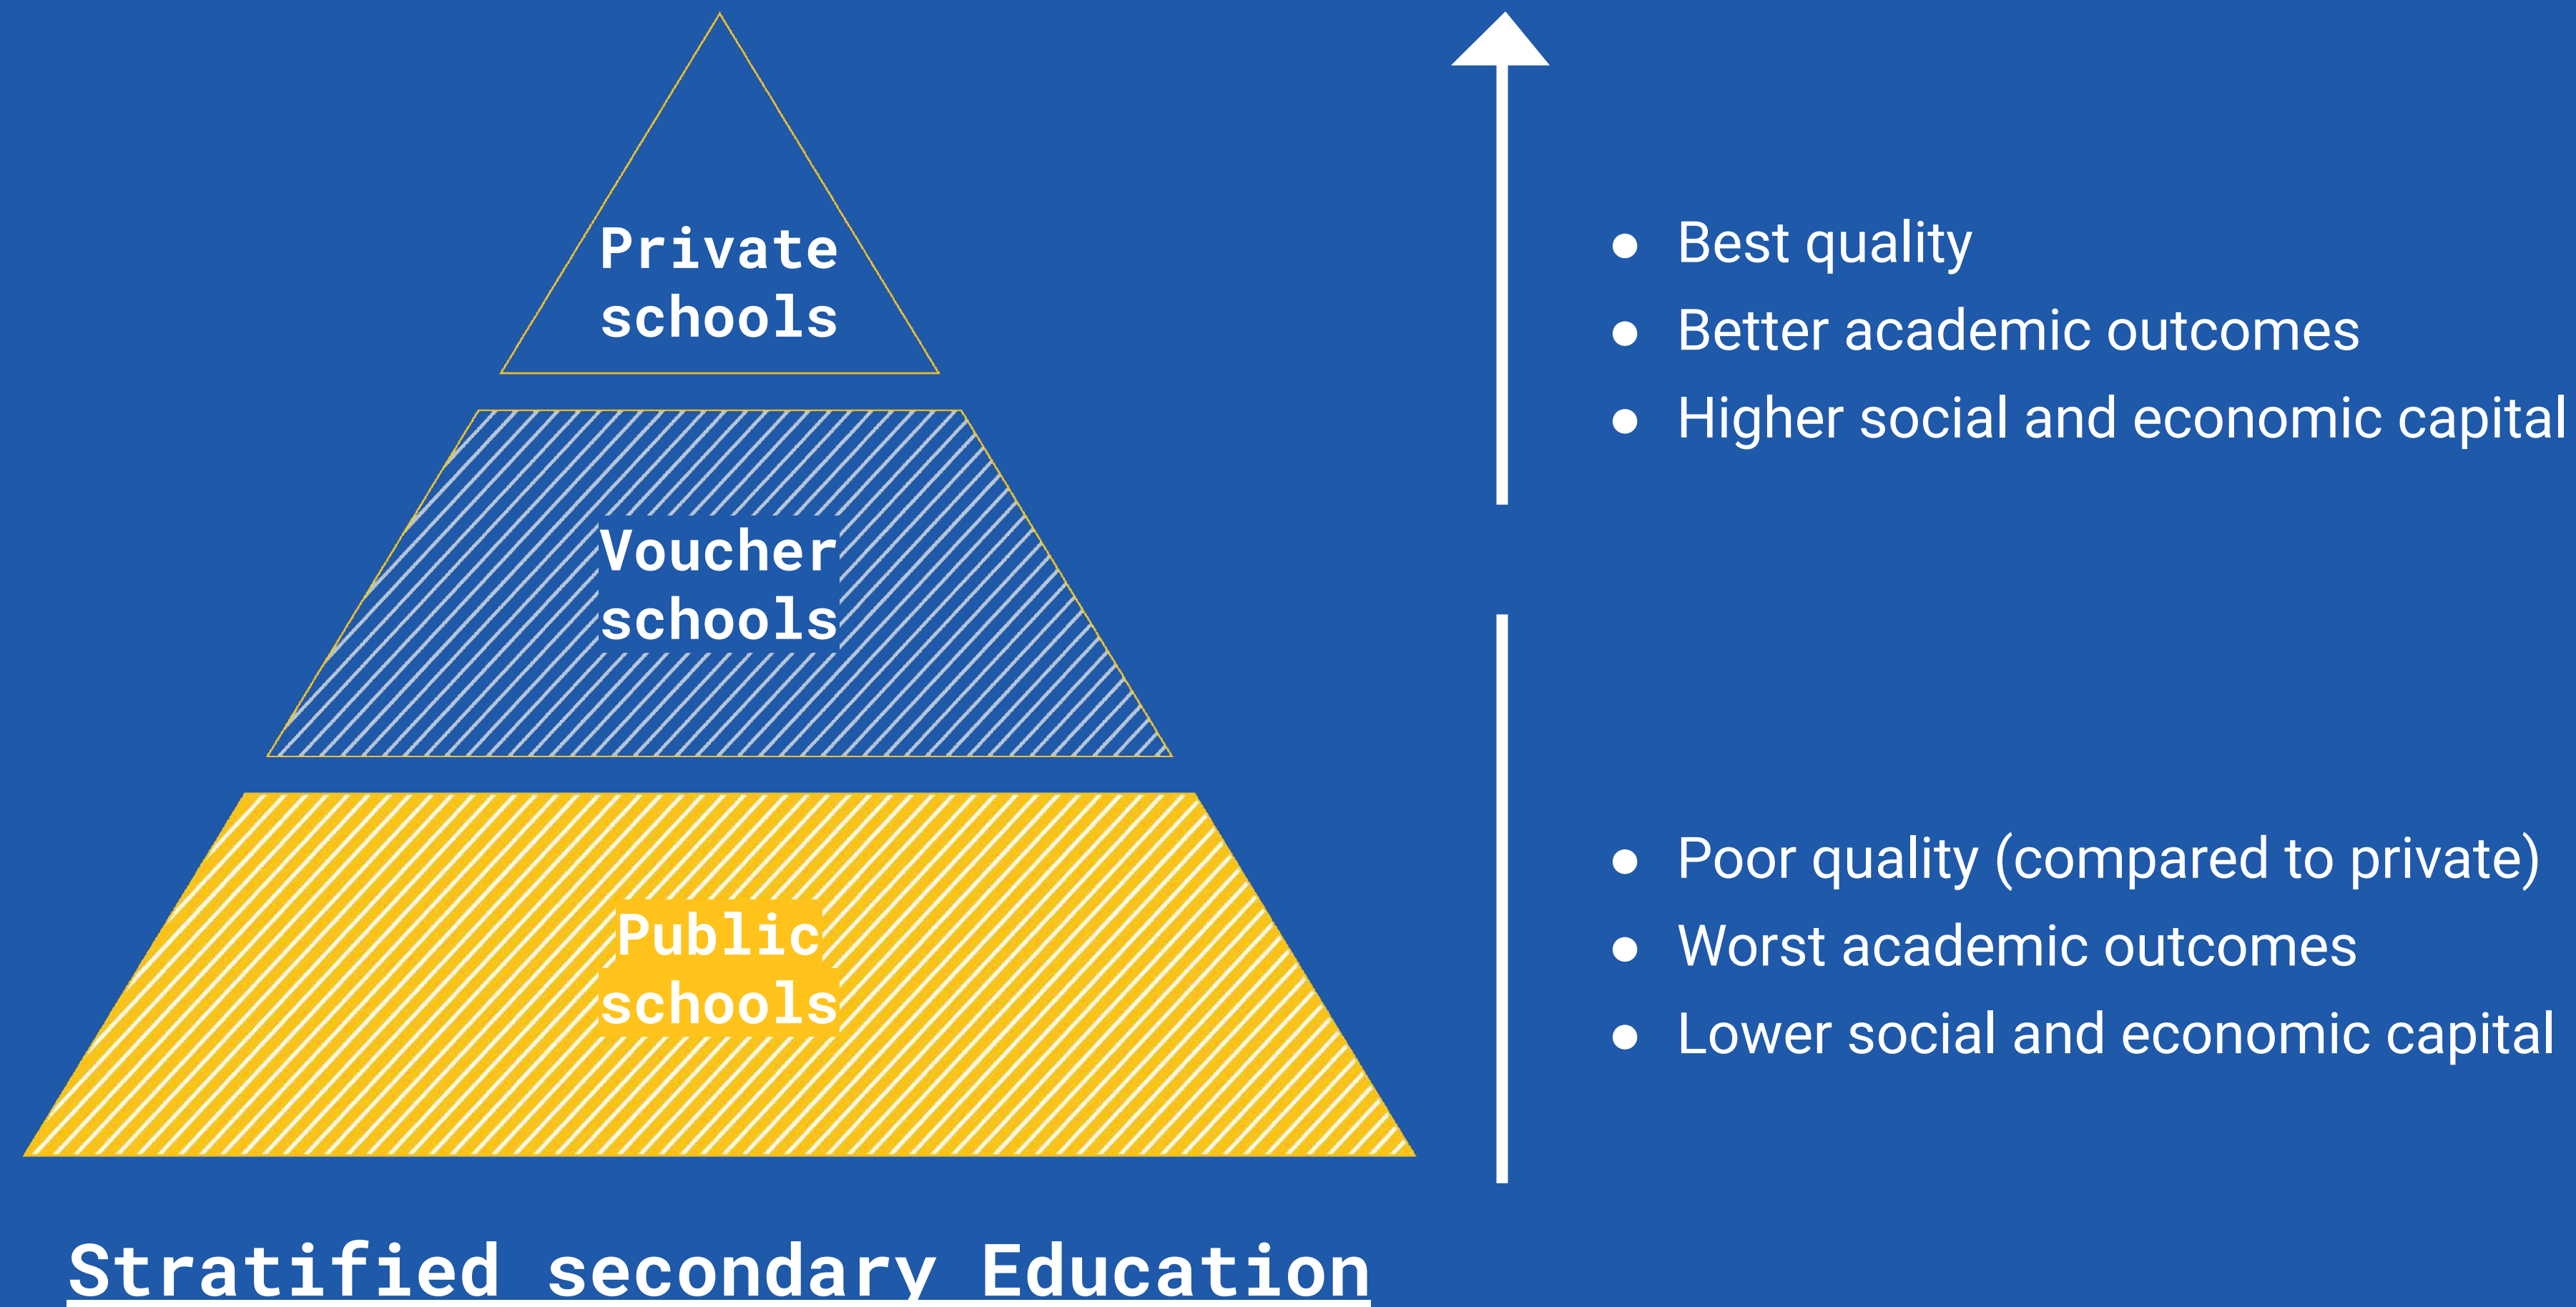 Private
schools
Voucher
schools
Public
schools
● Best quality
● Better academic outcomes
● Higher social and economic capital
● Poor quality (compared to private)
● Worst academic outcomes
● Lower social and economic capital
Stratified secondary Education